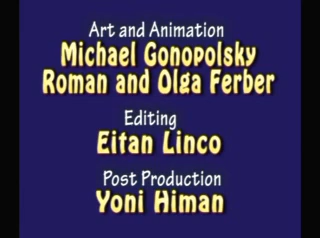 Art and Animation
Michael Gonopolsky
Roman and Olga Ferber
Editing
Eitan Linco
Post Production
Yoni Himan